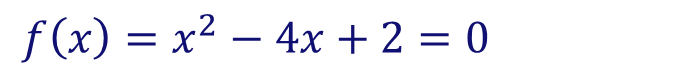 f(x) = x² − 4x + 2 = 0